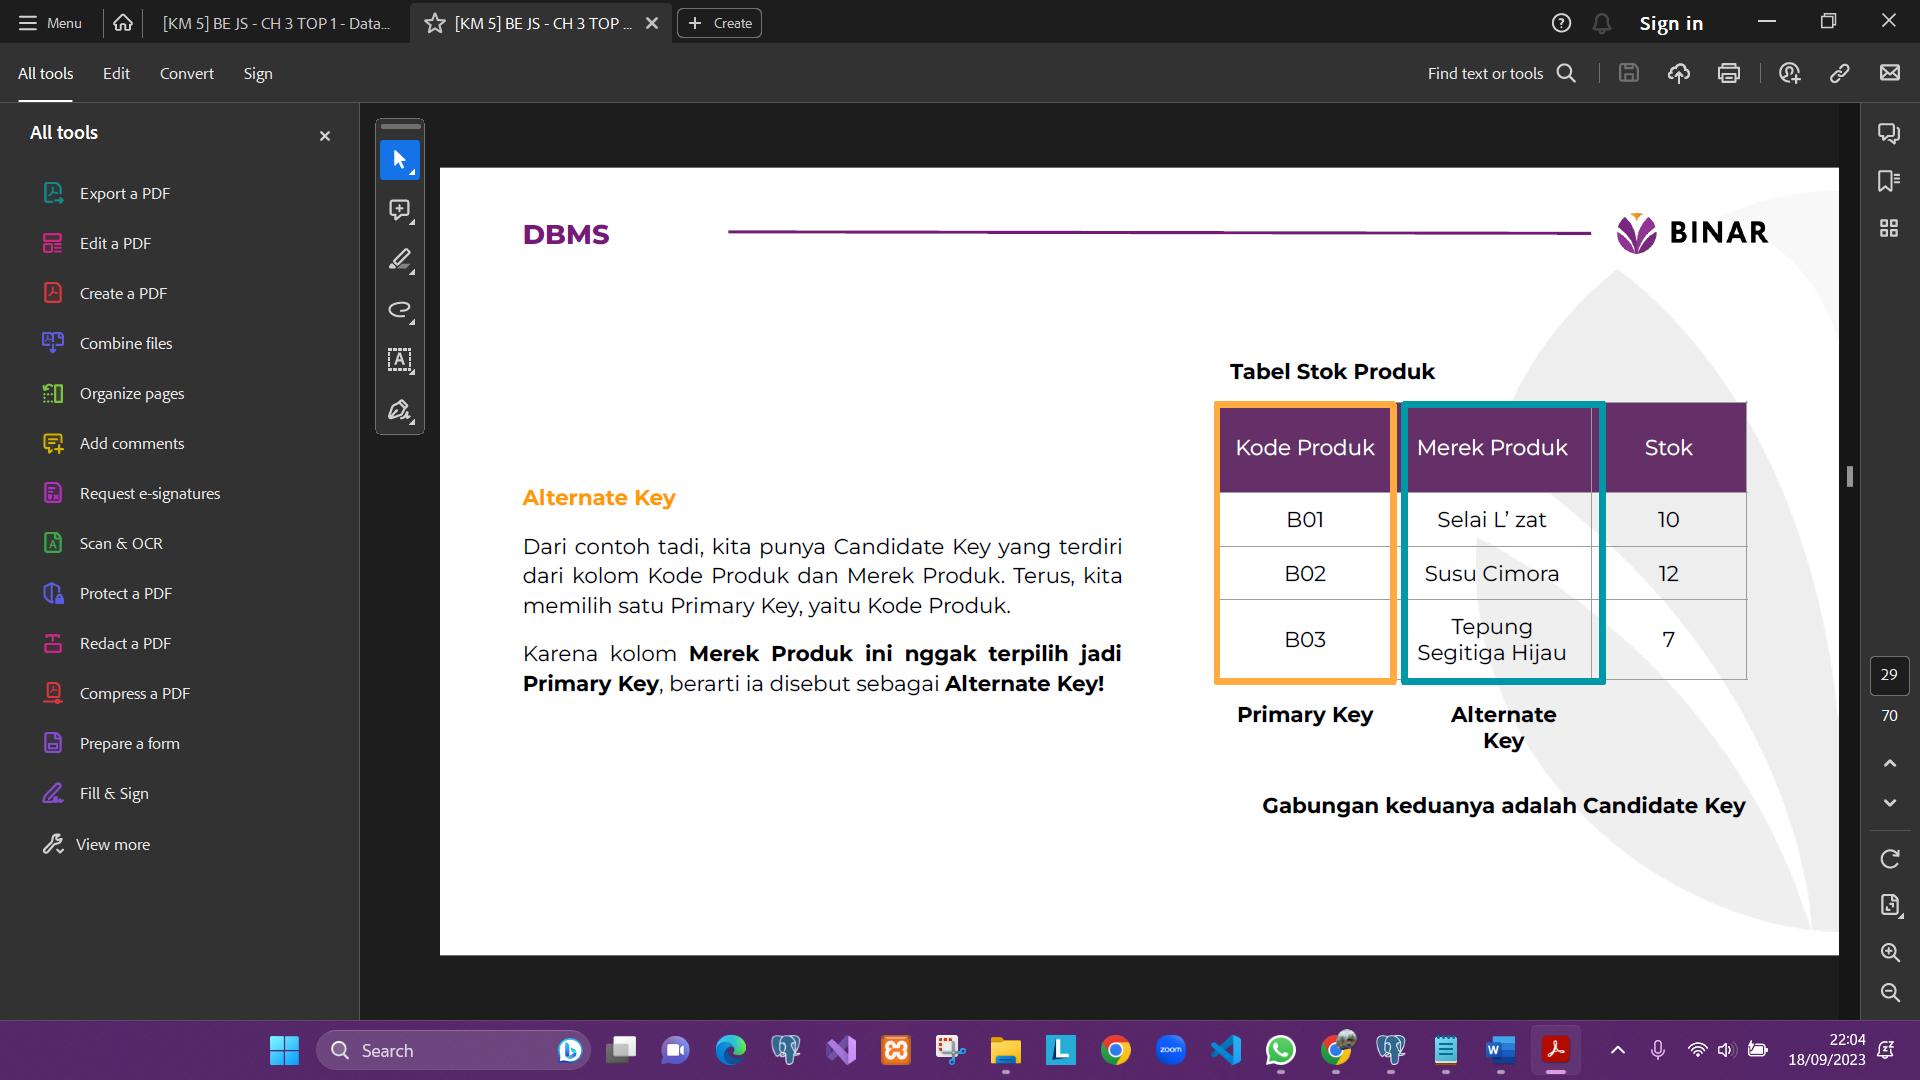 Menu
[KM 5] BE JS - CH 3 TOP 1 - Data...
[KM 5] BE JS - CH 3 TOP ...
Create
Sign in
All tools
Edit
Convert
Sign
Find text or tools
All tools
Export a PDF
Edit a PDF
Create a PDF
Combine files
Organize pages
Add comments
Request e-signatures
Scan & OCR
Protect a PDF
Redact a PDF
Compress a PDF
Prepare a form
Fill & Sign
View more
DBMS
BINAR
Alternate Key
Dari contoh tadi, kita punya Candidate Key yang terdiri
dari kolom Kode Produk dan Merek Produk. Terus, kita
memilih satu Primary Key, yaitu Kode Produk.
Karena kolom Merek Produk ini nggak terpilih jadi
Primary Key, berarti ia disebut sebagai Alternate Key!
Tabel Stok Produk
Kode Produk Merek Produk Stok
B01 Selai L’ zat 10
B02 Susu Cimora 12
B03 Tepung Segitiga Hijau 7
Primary Key
Alternate
Key
Gabungan keduanya adalah Candidate Key
29
70
Search
zoom
22:04
18/09/2023